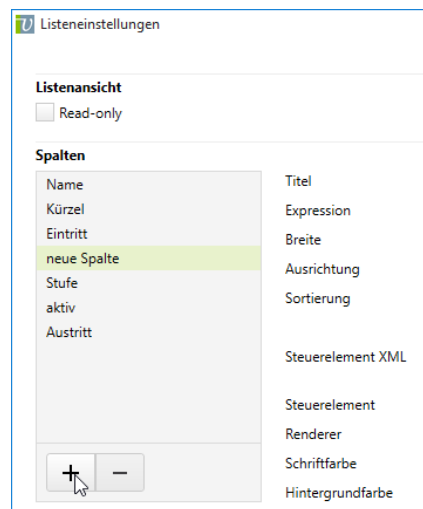 Listeneinstellungen
Listenansicht
Read-only
Spalten
Name
Kürzel
Eintritt
neue Spalte
Stufe
aktiv
Austritt
Titel
Expression
Breite
Ausrichtung
Sortierung
Steuerelement XML
Steuerelement
Renderer
Schriftfarbe
Hintergrundfarbe